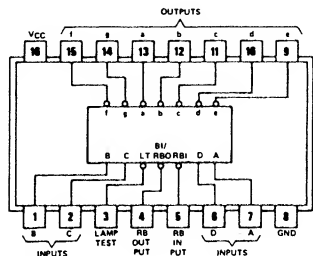 OUTPUTS
VCC f g a b c d e
16 15 14 13 12 11 10 9
f g a b c d e
BI/
B C LT RBO RBI D A
1 2 3 4 5 6 7 8
B C LAMP RB RB D A GND
TEST OUT IN
PUT PUT
INPUTS INPUTS